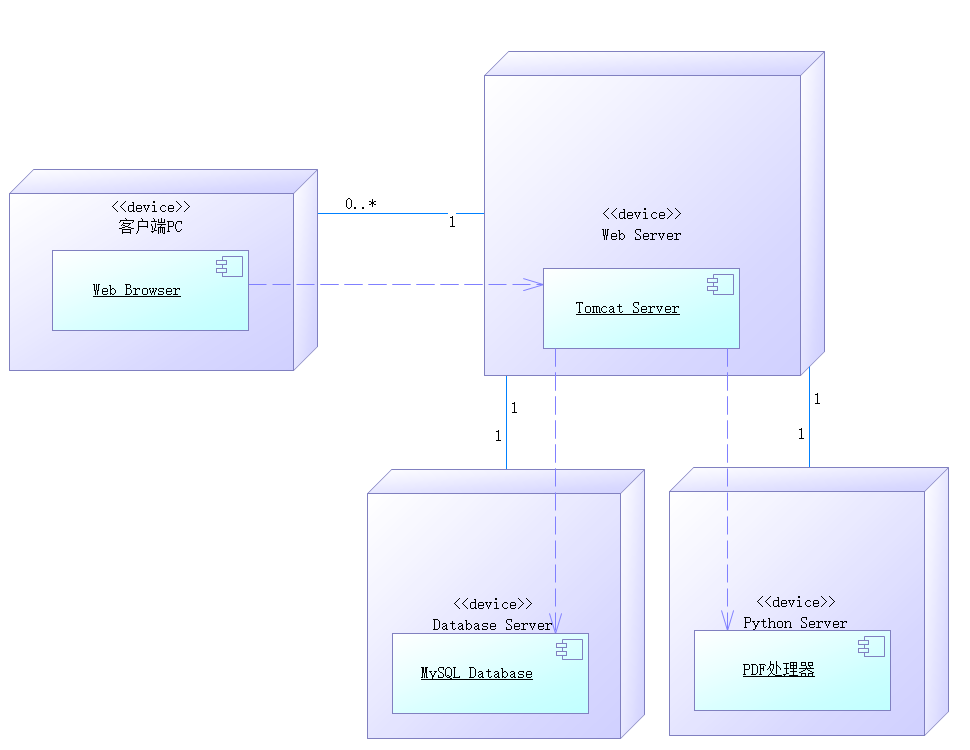 <<device>>
客户端PC
Web Browser
0..*
1
<<device>>
Web Server
Tomcat Server
1
1
1
1
<<device>>
Database Server
MySQL Database
<<device>>
Python Server
PDF处理器